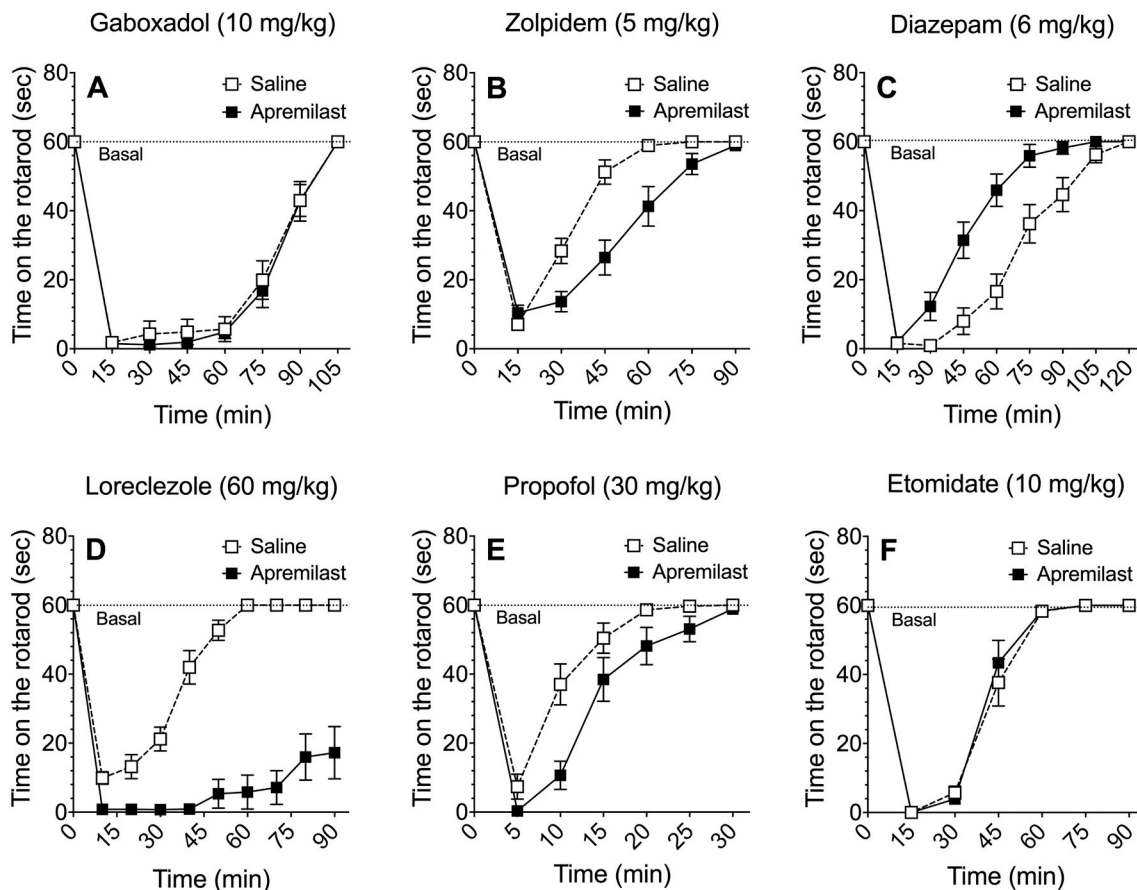 Gaboxadol (10 mg/kg)
A
Saline
Apremilast
Basal
Time on the rotarod (sec)
80
60
40
20
0
0 15 30 45 60 75 90 105
Time (min)
Zolpidem (5 mg/kg)
B
Saline
Apremilast
Basal
Time on the rotarod (sec)
80
60
40
20
0
0 15 30 45 60 75 90
Time (min)
Diazepam (6 mg/kg)
C
Saline
Apremilast
Basal
Time on the rotarod (sec)
80
60
40
20
0
0 15 30 45 60 75 90 105 120
Time (min)
Loreclezole (60 mg/kg)
D
Saline
Apremilast
Basal
Time on the rotarod (sec)
80
60
40
20
0
0 15 30 45 60 75 90
Time (min)
Propofol (30 mg/kg)
E
Saline
Apremilast
Basal
Time on the rotarod (sec)
80
60
40
20
0
0 5 10 15 20 25 30
Time (min)
Etomidate (10 mg/kg)
F
Saline
Apremilast
Basal
Time on the rotarod (sec)
80
60
40
20
0
0 15 30 45 60 75 90
Time (min)